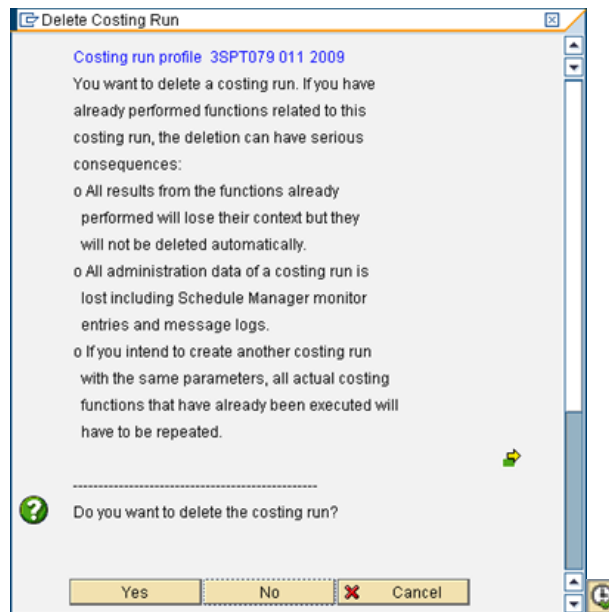 Delete Costing Run
Costing run profile 3SPT079 011 2009
You want to delete a costing run. If you have
already performed functions related to this
costing run, the deletion can have serious
consequences:
o All results from the functions already
performed will lose their context but they
will not be deleted automatically.
o All administration data of a costing run is
lost including Schedule Manager monitor
entries and message logs.
o If you intend to create another costing run
with the same parameters, all actual costing
functions that have already been executed will
have to be repeated.
------------------------------------------------
Do you want to delete the costing run?
Yes No Cancel